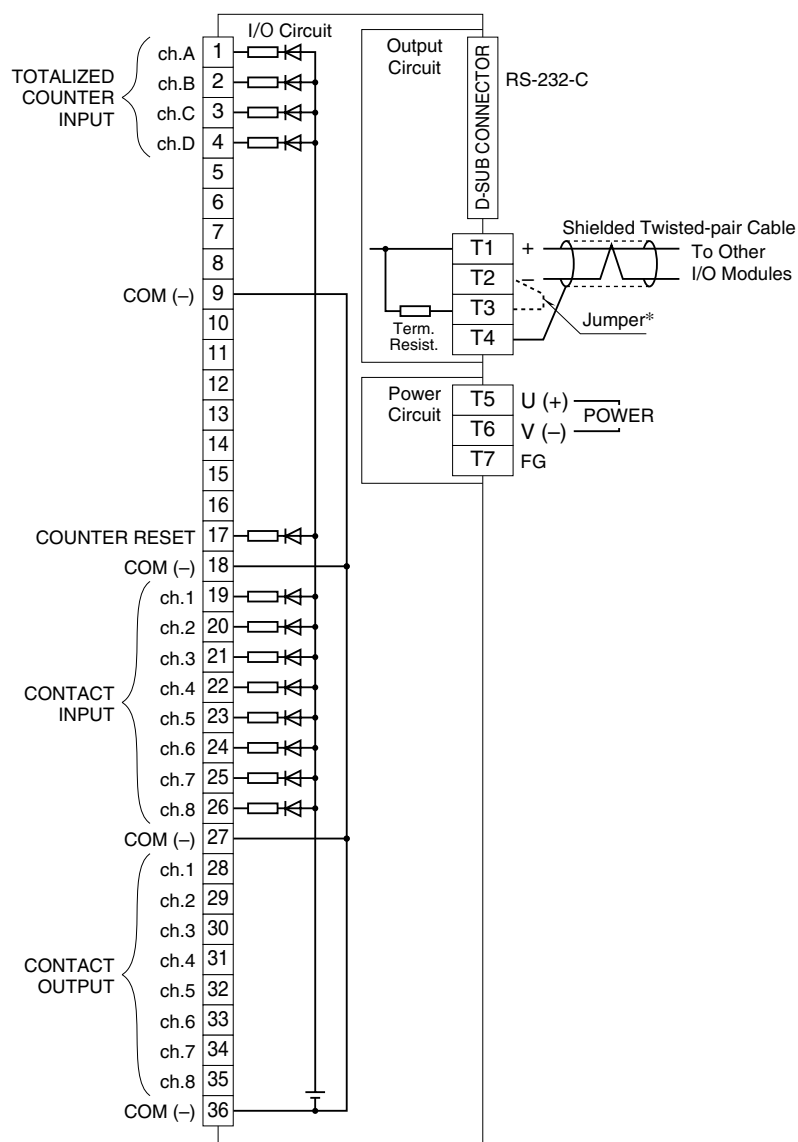 I/O Circuit
TOTALIZED
COUNTER
INPUT
ch.A 1
ch.B 2
ch.C 3
ch.D 4
5
6
7
8
COM (–) 9
10
11
12
13
14
15
16
COUNTER RESET 17
COM (–) 18
CONTACT
INPUT
ch.1 19
ch.2 20
ch.3 21
ch.4 22
ch.5 23
ch.6 24
ch.7 25
ch.8 26
COM (–) 27
CONTACT
OUTPUT
ch.1 28
ch.2 29
ch.3 30
ch.4 31
ch.5 32
ch.6 33
ch.7 34
ch.8 35
COM (–) 36
Output
Circuit
D-SUB CONNECTOR
RS-232-C
Shielded Twisted-pair Cable
To Other
I/O Modules
T1 +
T2 –
T3
T4
Term.
Resist.
Jumper*
Power
Circuit
T5 U (+)
T6 V (–)
POWER
T7 FG